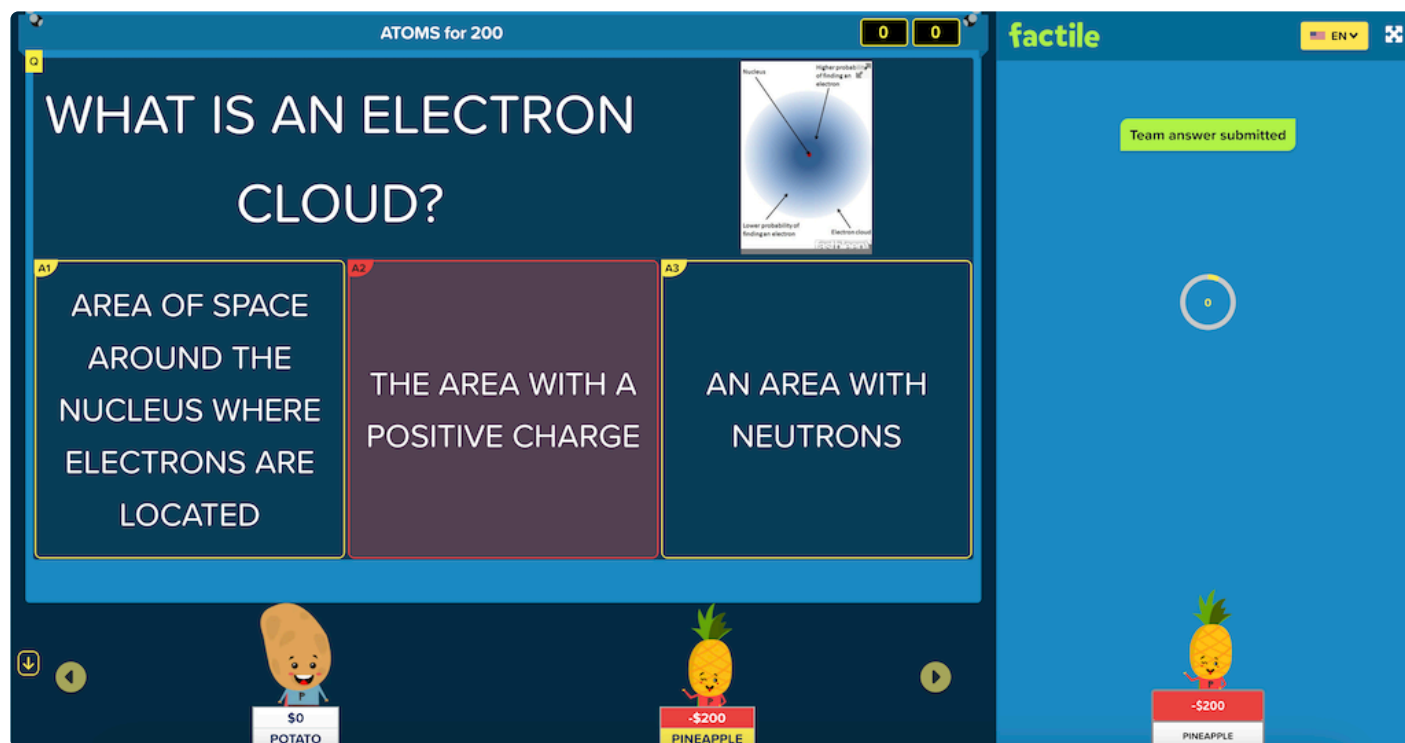 ATOMS for 200
0 0
factile
EN
Q
WHAT IS AN ELECTRON
CLOUD?
Nucleus
Higher probability
of finding an
electron
Lower probability of
finding an electron
Electron cloud
Team answer submitted
0
A1
AREA OF SPACE
AROUND THE
NUCLEUS WHERE
ELECTRONS ARE
LOCATED
A2
THE AREA WITH A
POSITIVE CHARGE
A3
AN AREA WITH
NEUTRONS
P
$0
POTATO
-$200
PINEAPPLE
-$200
PINEAPPLE